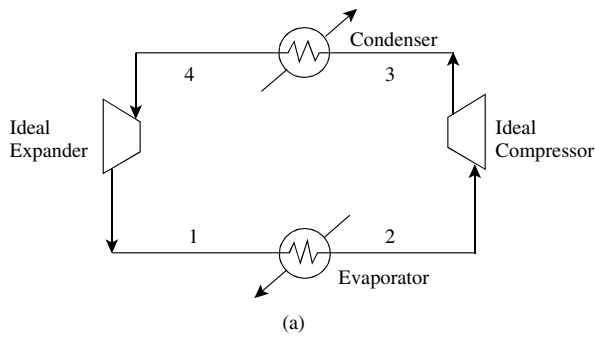 Condenser
4
3
Ideal
Expander
Ideal
Compressor
1
2
Evaporator
(a)